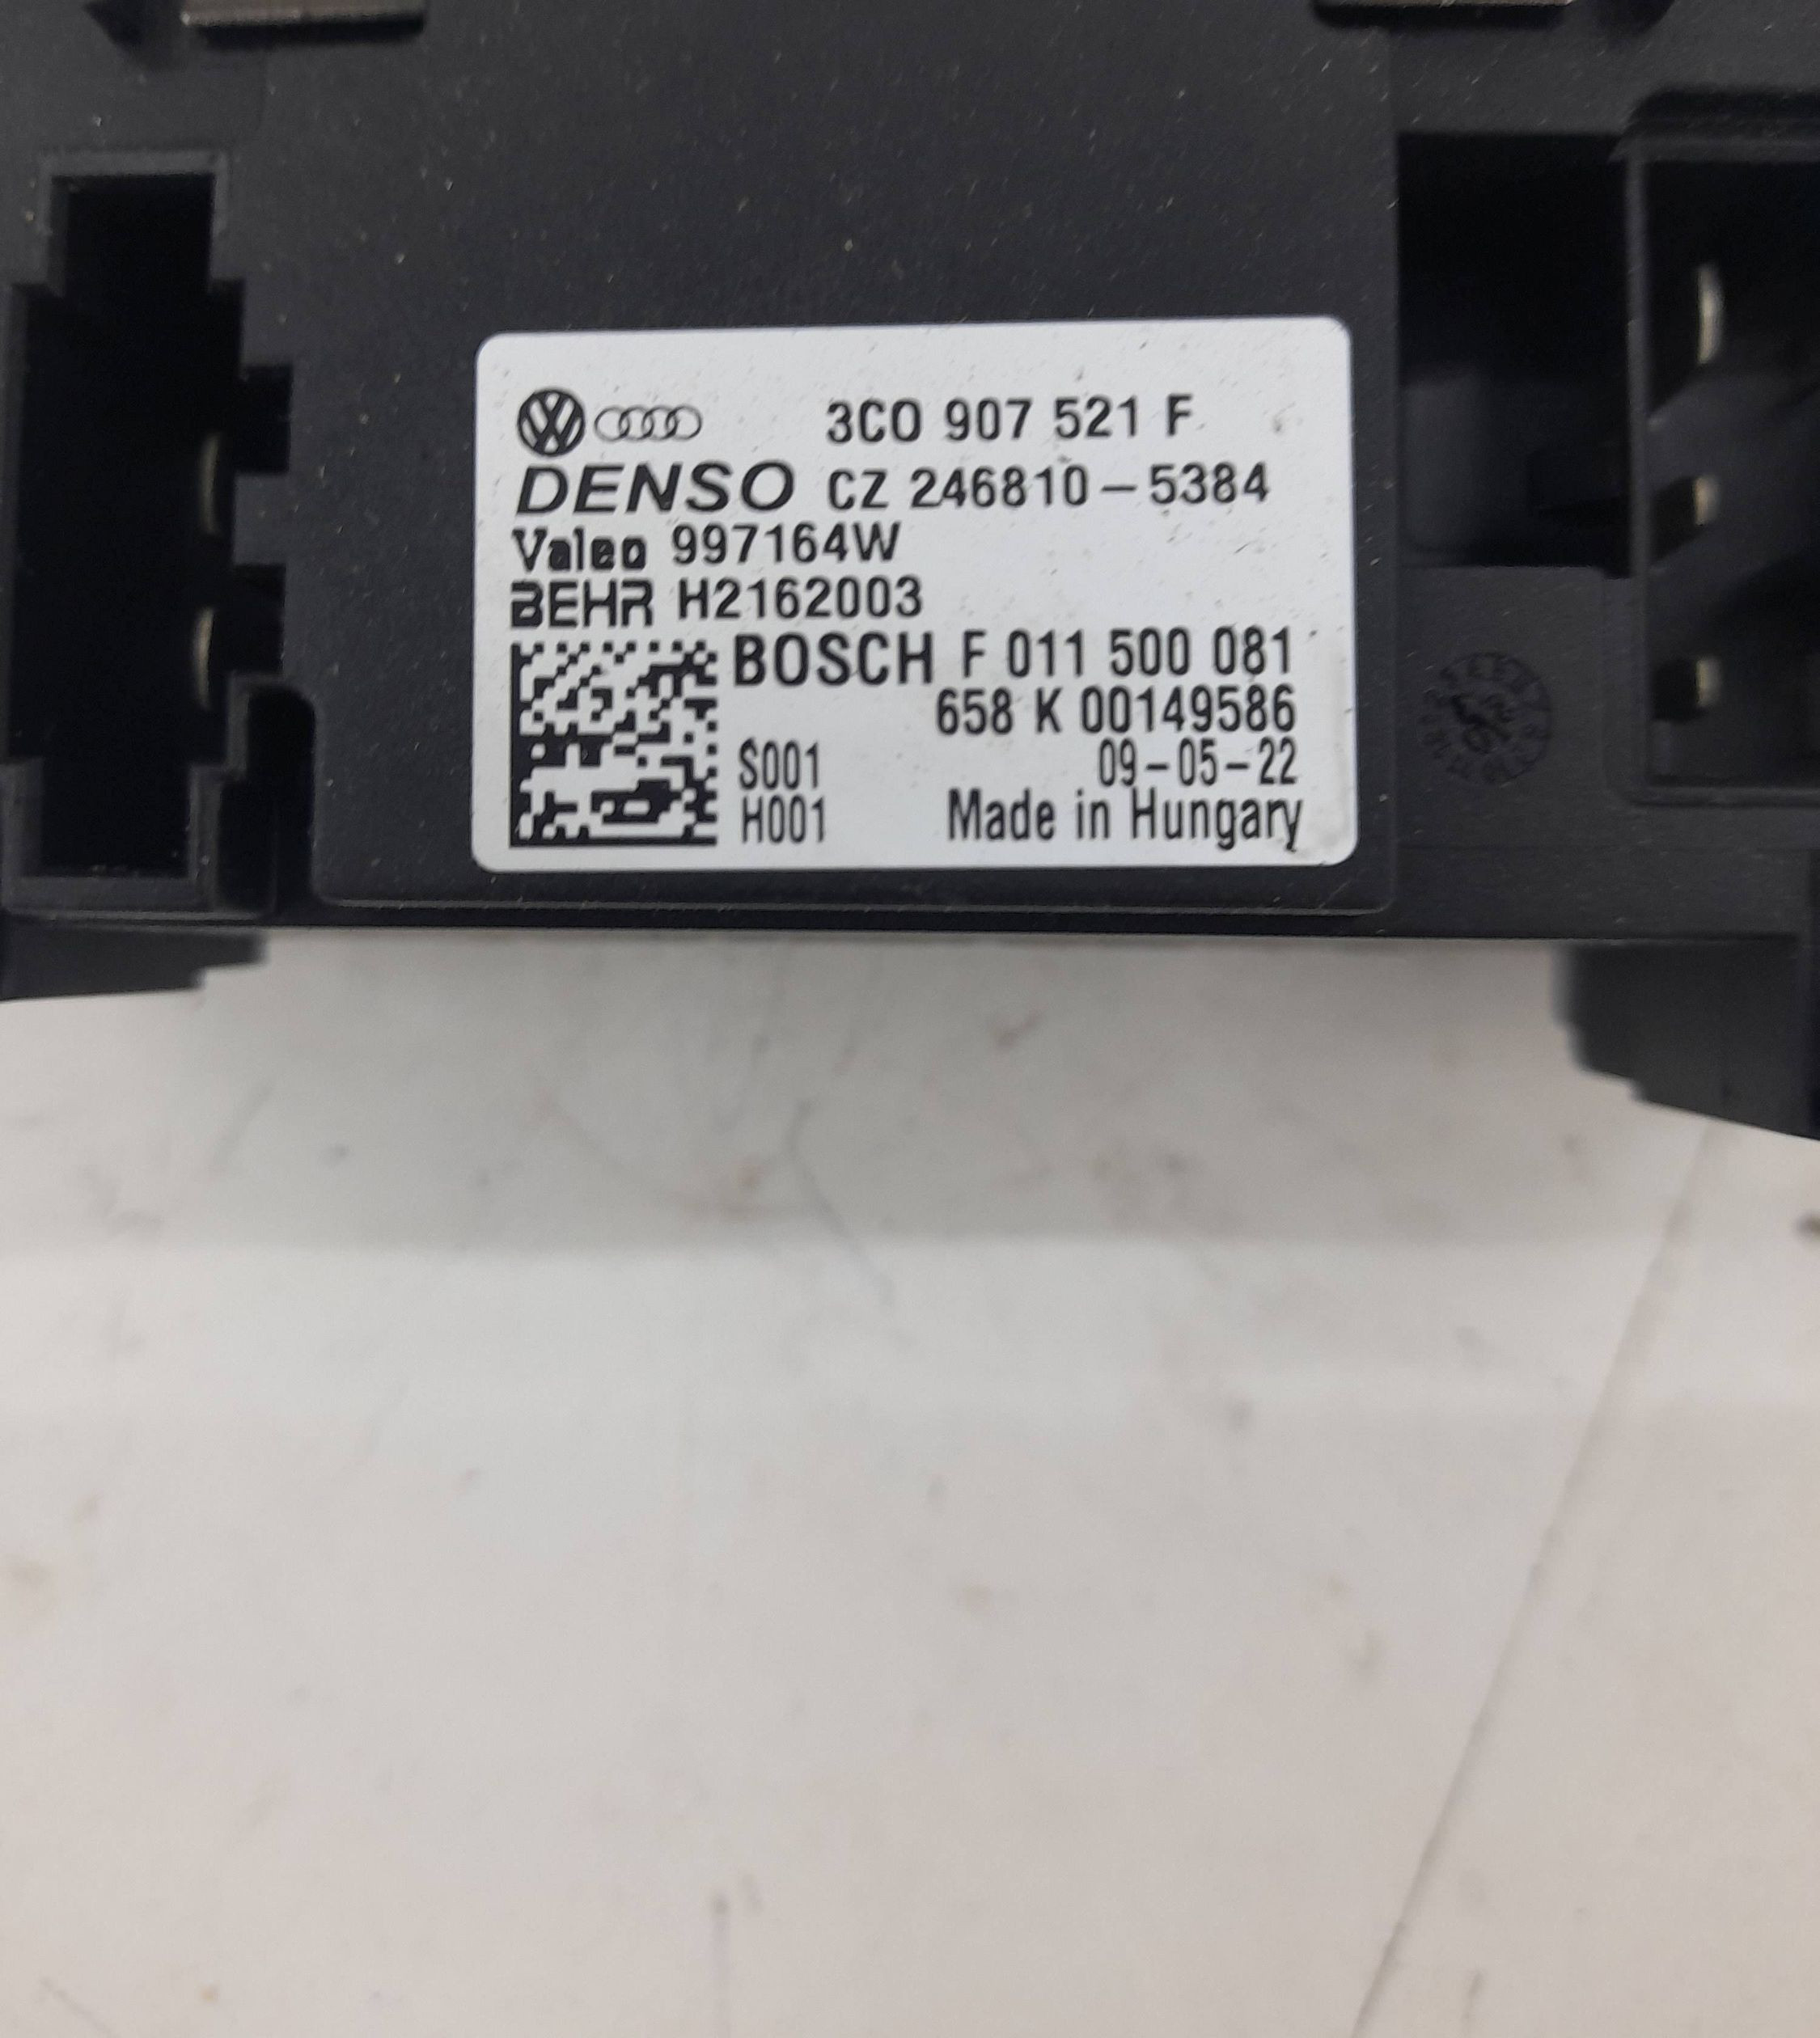 3C0 907 521 F
DENSO CZ 246810-5384
Valeo 997164W
BEHR H2162003
BOSCH F 011 500 081
658 K 00149586
S001 09-05-22
H001 Made in Hungary